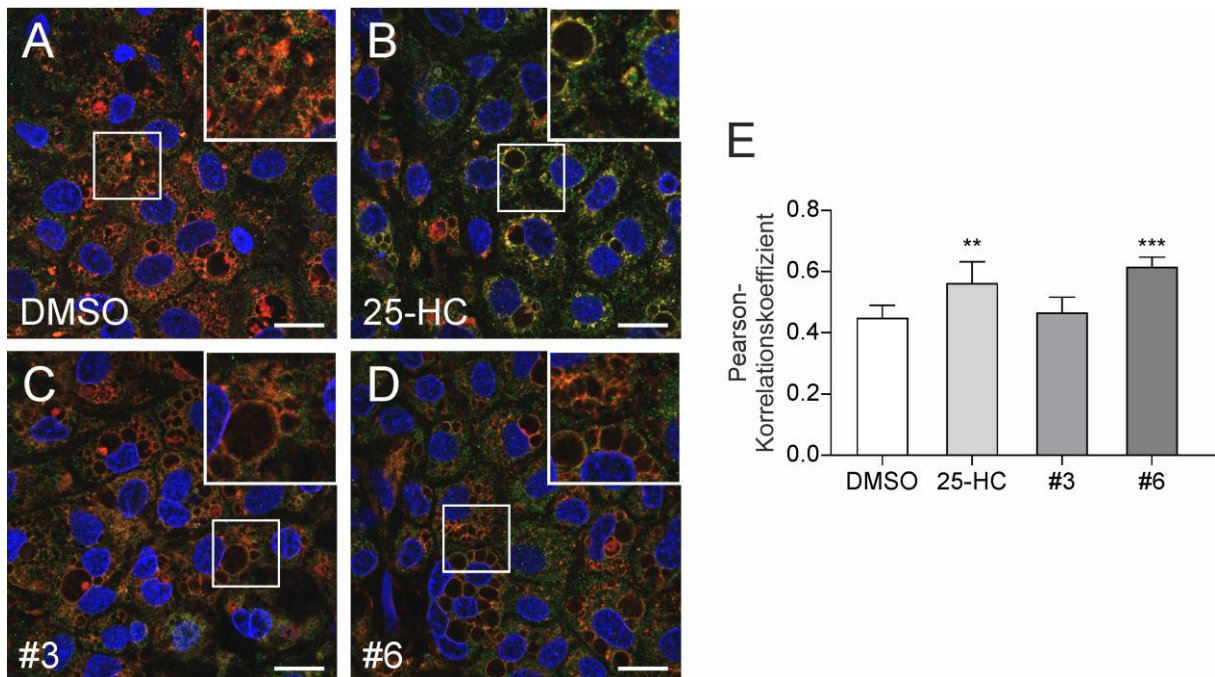 A
DMSO
B
25-HC
C
#3
D
#6
E
Pearson-
Korrelationskoeffizient
0.8
0.6
0.4
0.2
0.0
**
***
DMSO 25-HC #3 #6